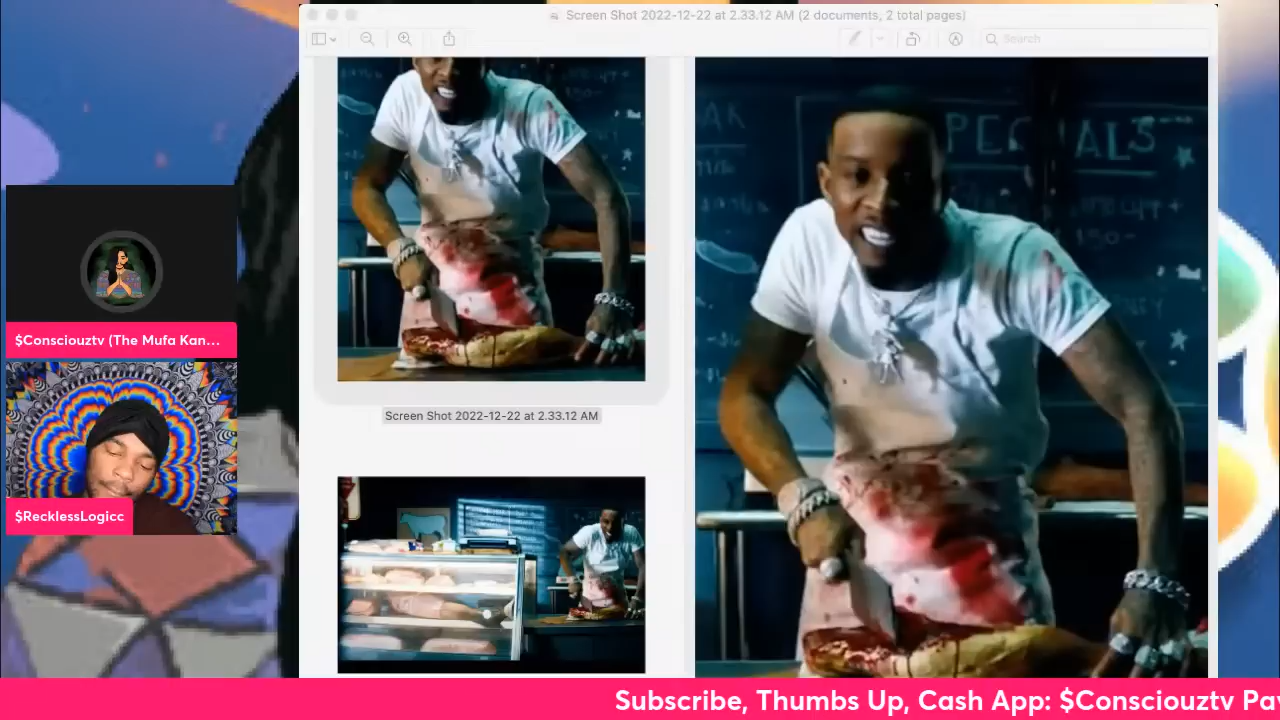 Screen Shot 2022-12-22 at 2.33.12 AM (2 documents, 2 total pages)
Search
SPECIALS
$Consciouztv (The Mufa Kan...
Screen Shot 2022-12-22 at 2.33.12 AM
$RecklessLogicc
Subscribe, Thumbs Up, Cash App: $Consciouztv Pay